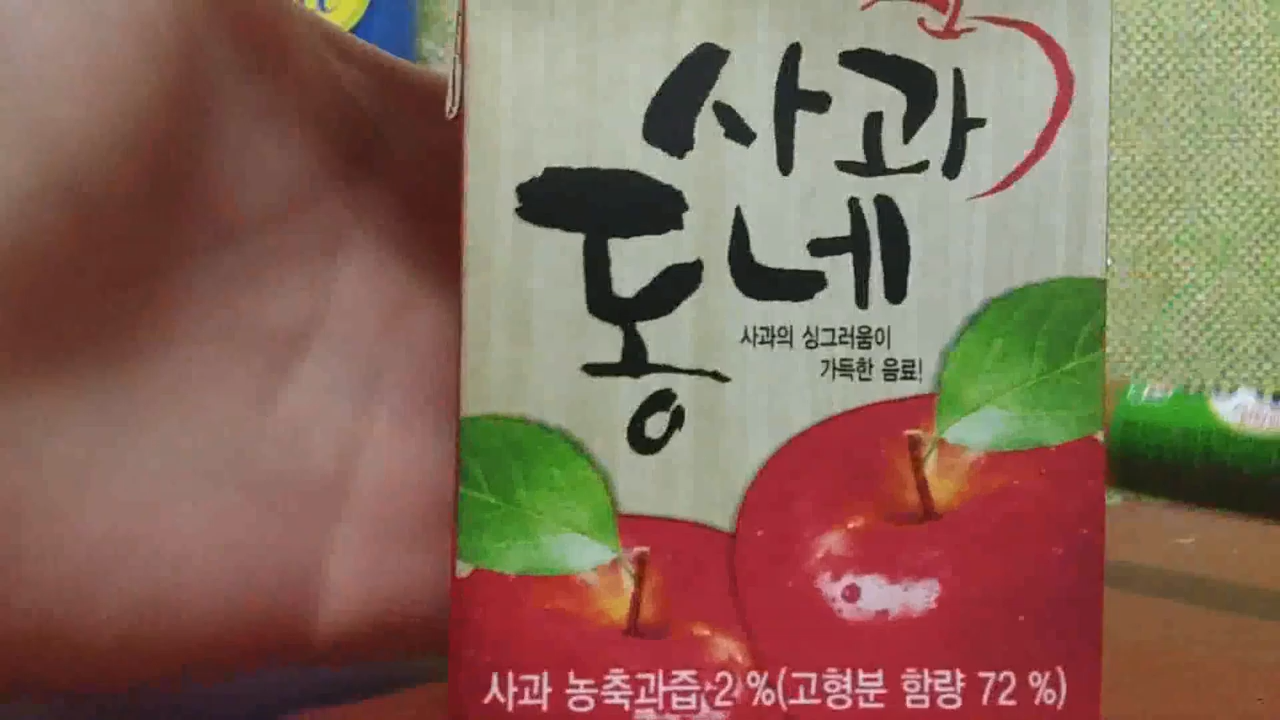 사과
동네
사과의 싱그러움이
가득한 음료!
사과 농축과즙 2 %(고형분 함량 72 %)